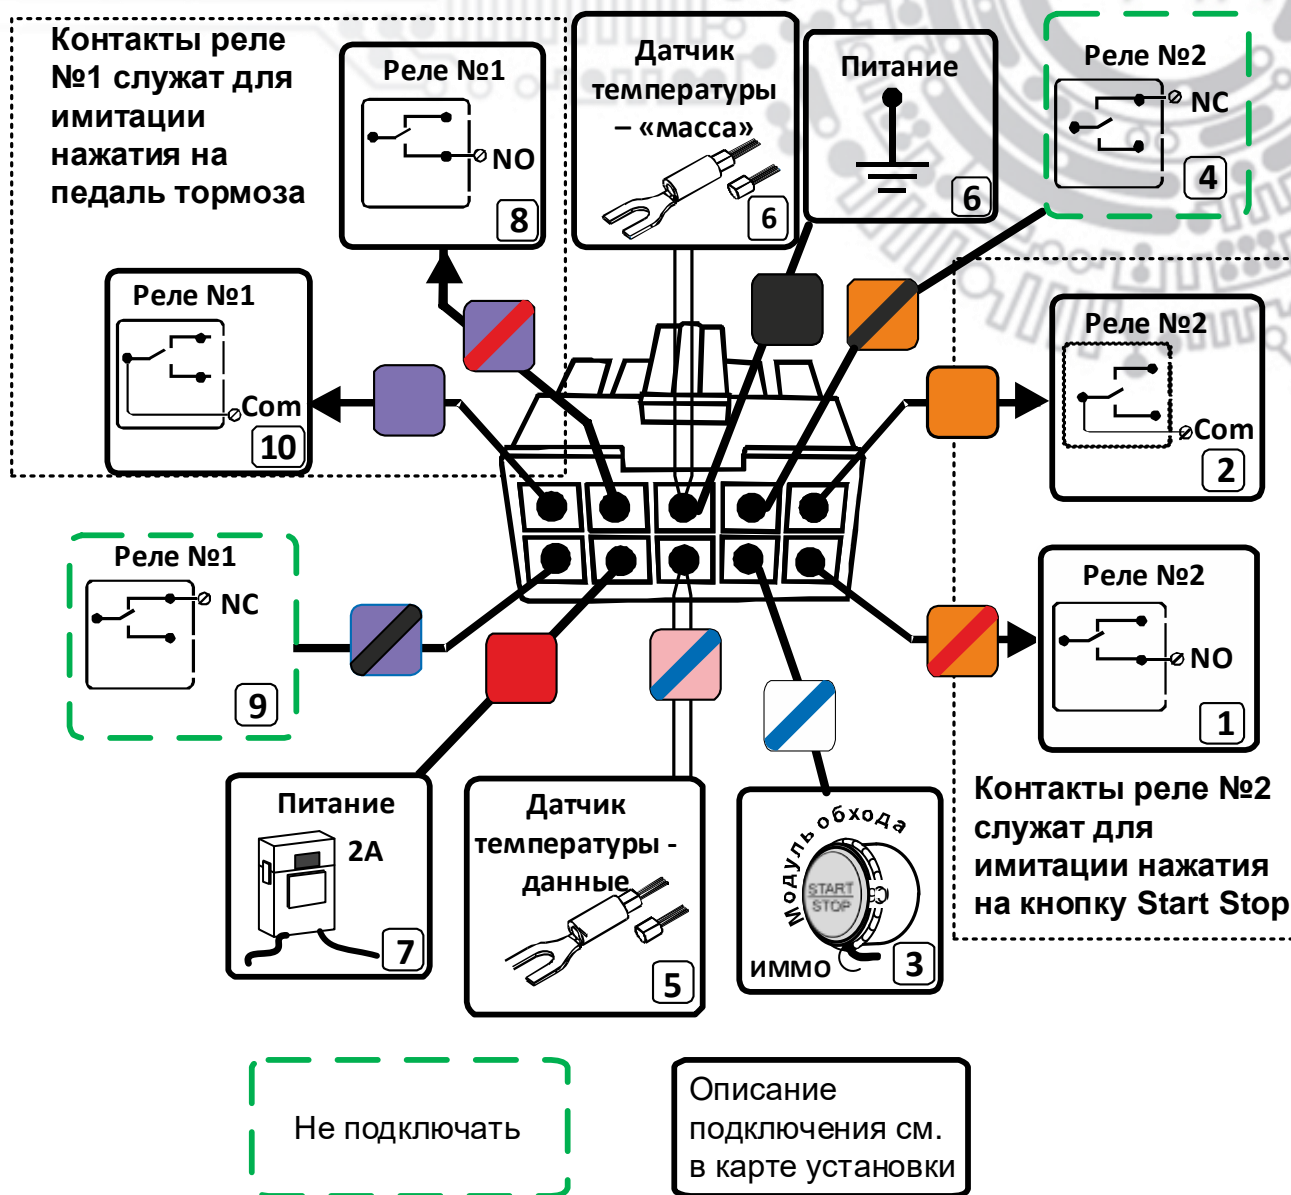 Контакты реле
№1 служат для
имитации
нажатия на
педаль тормоза
Реле №1
NO
8
Датчик
температуры
– «масса»
6
Питание
6
Реле №2
NC
4
Реле №1
Com
10
Реле №2
Com
2
Реле №1
NC
9
Реле №2
NO
1
Питание
2А
7
Датчик
температуры -
данные
5
Модуль обхода
START
STOP
иммо
3
Контакты реле №2
служат для
имитации нажатия
на кнопку Start Stop
Не подключать
Описание
подключения см.
в карте установки